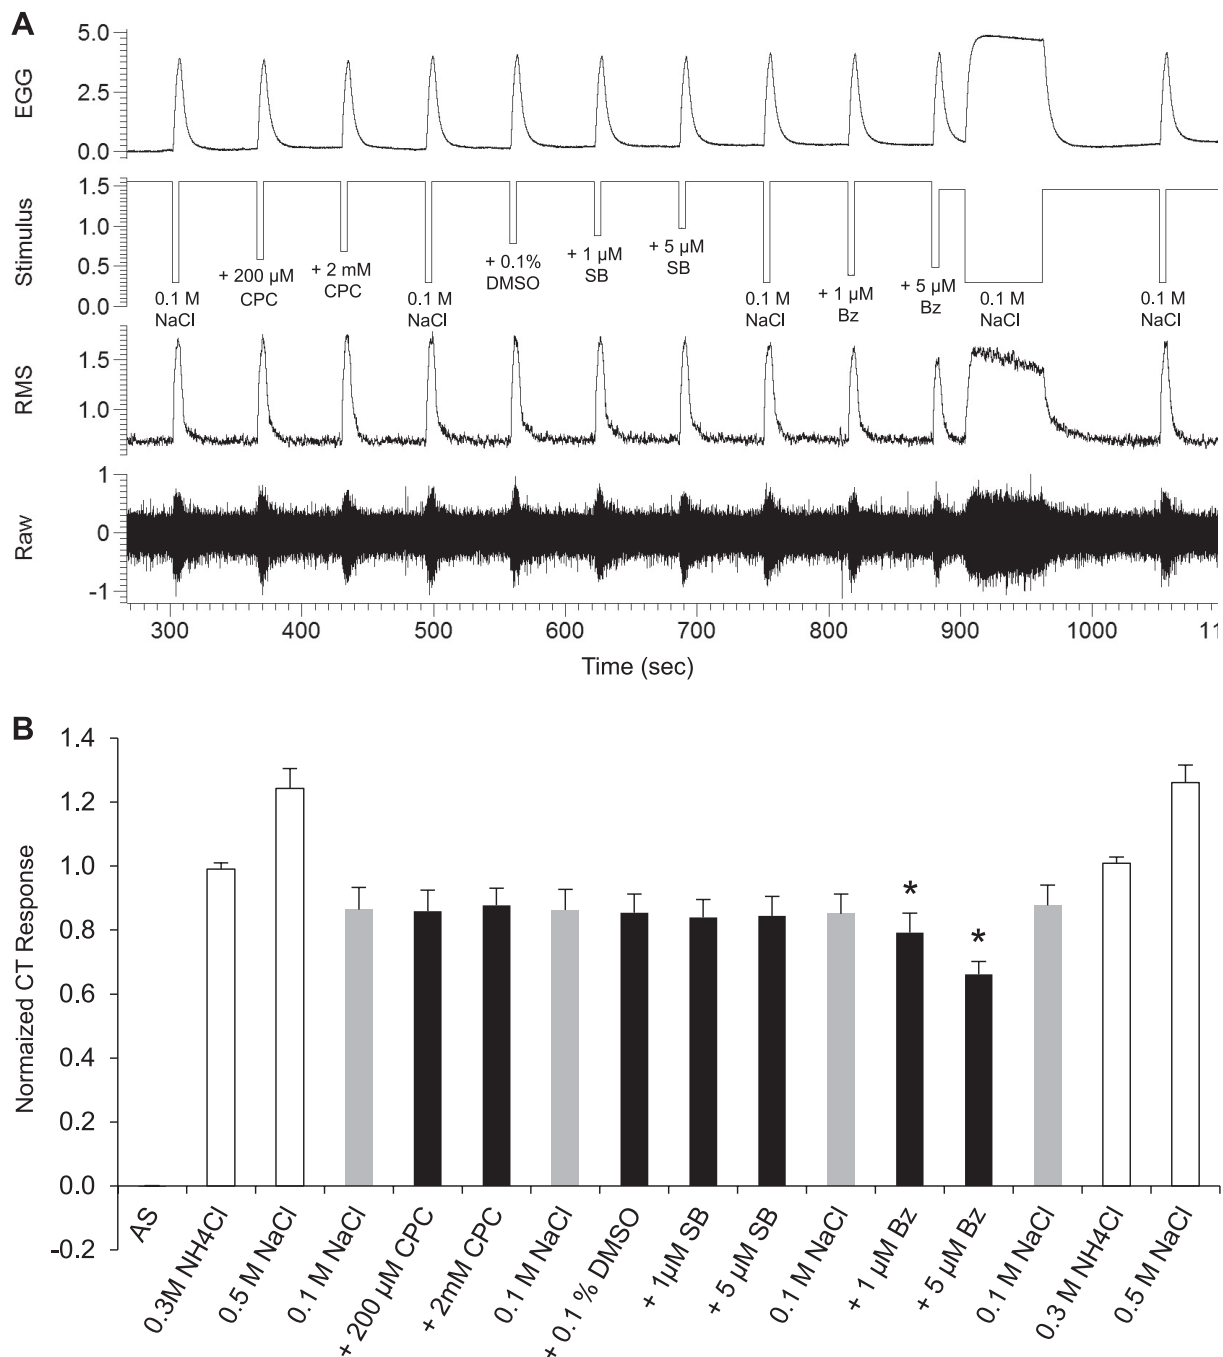 A
EGG
5.0
2.5
0.0
Stimulus
1.5
1.0
0.5
0.0
0.1 M
NaCl
+ 200 µM
CPC
+ 2 mM
CPC
0.1 M
NaCl
+ 0.1%
DMSO
+ 1 µM
SB
+ 5 µM
SB
0.1 M
NaCl
+ 1 µM
Bz
+ 5 µM
Bz
0.1 M
NaCl
0.1 M
NaCl
RMS
1.5
1.0
Raw
1
0
-1
300 400 500 600 700 800 900 1000 11
Time (sec)
B
Normaized CT Response
1.4
1.2
1.0
0.8
0.6
0.4
0.2
0.0
-0.2
*
*
AS
0.3M NH4Cl
0.5 M NaCl
0.1 M NaCl
+ 200 µM CPC
+ 2mM CPC
0.1 M NaCl
+ 0.1 % DMSO
+ 1µM SB
+ 5 µM SB
0.1 M NaCl
+ 1 µM Bz
+ 5 µM Bz
0.1 M NaCl
0.3 M NH4Cl
0.5M NaCl